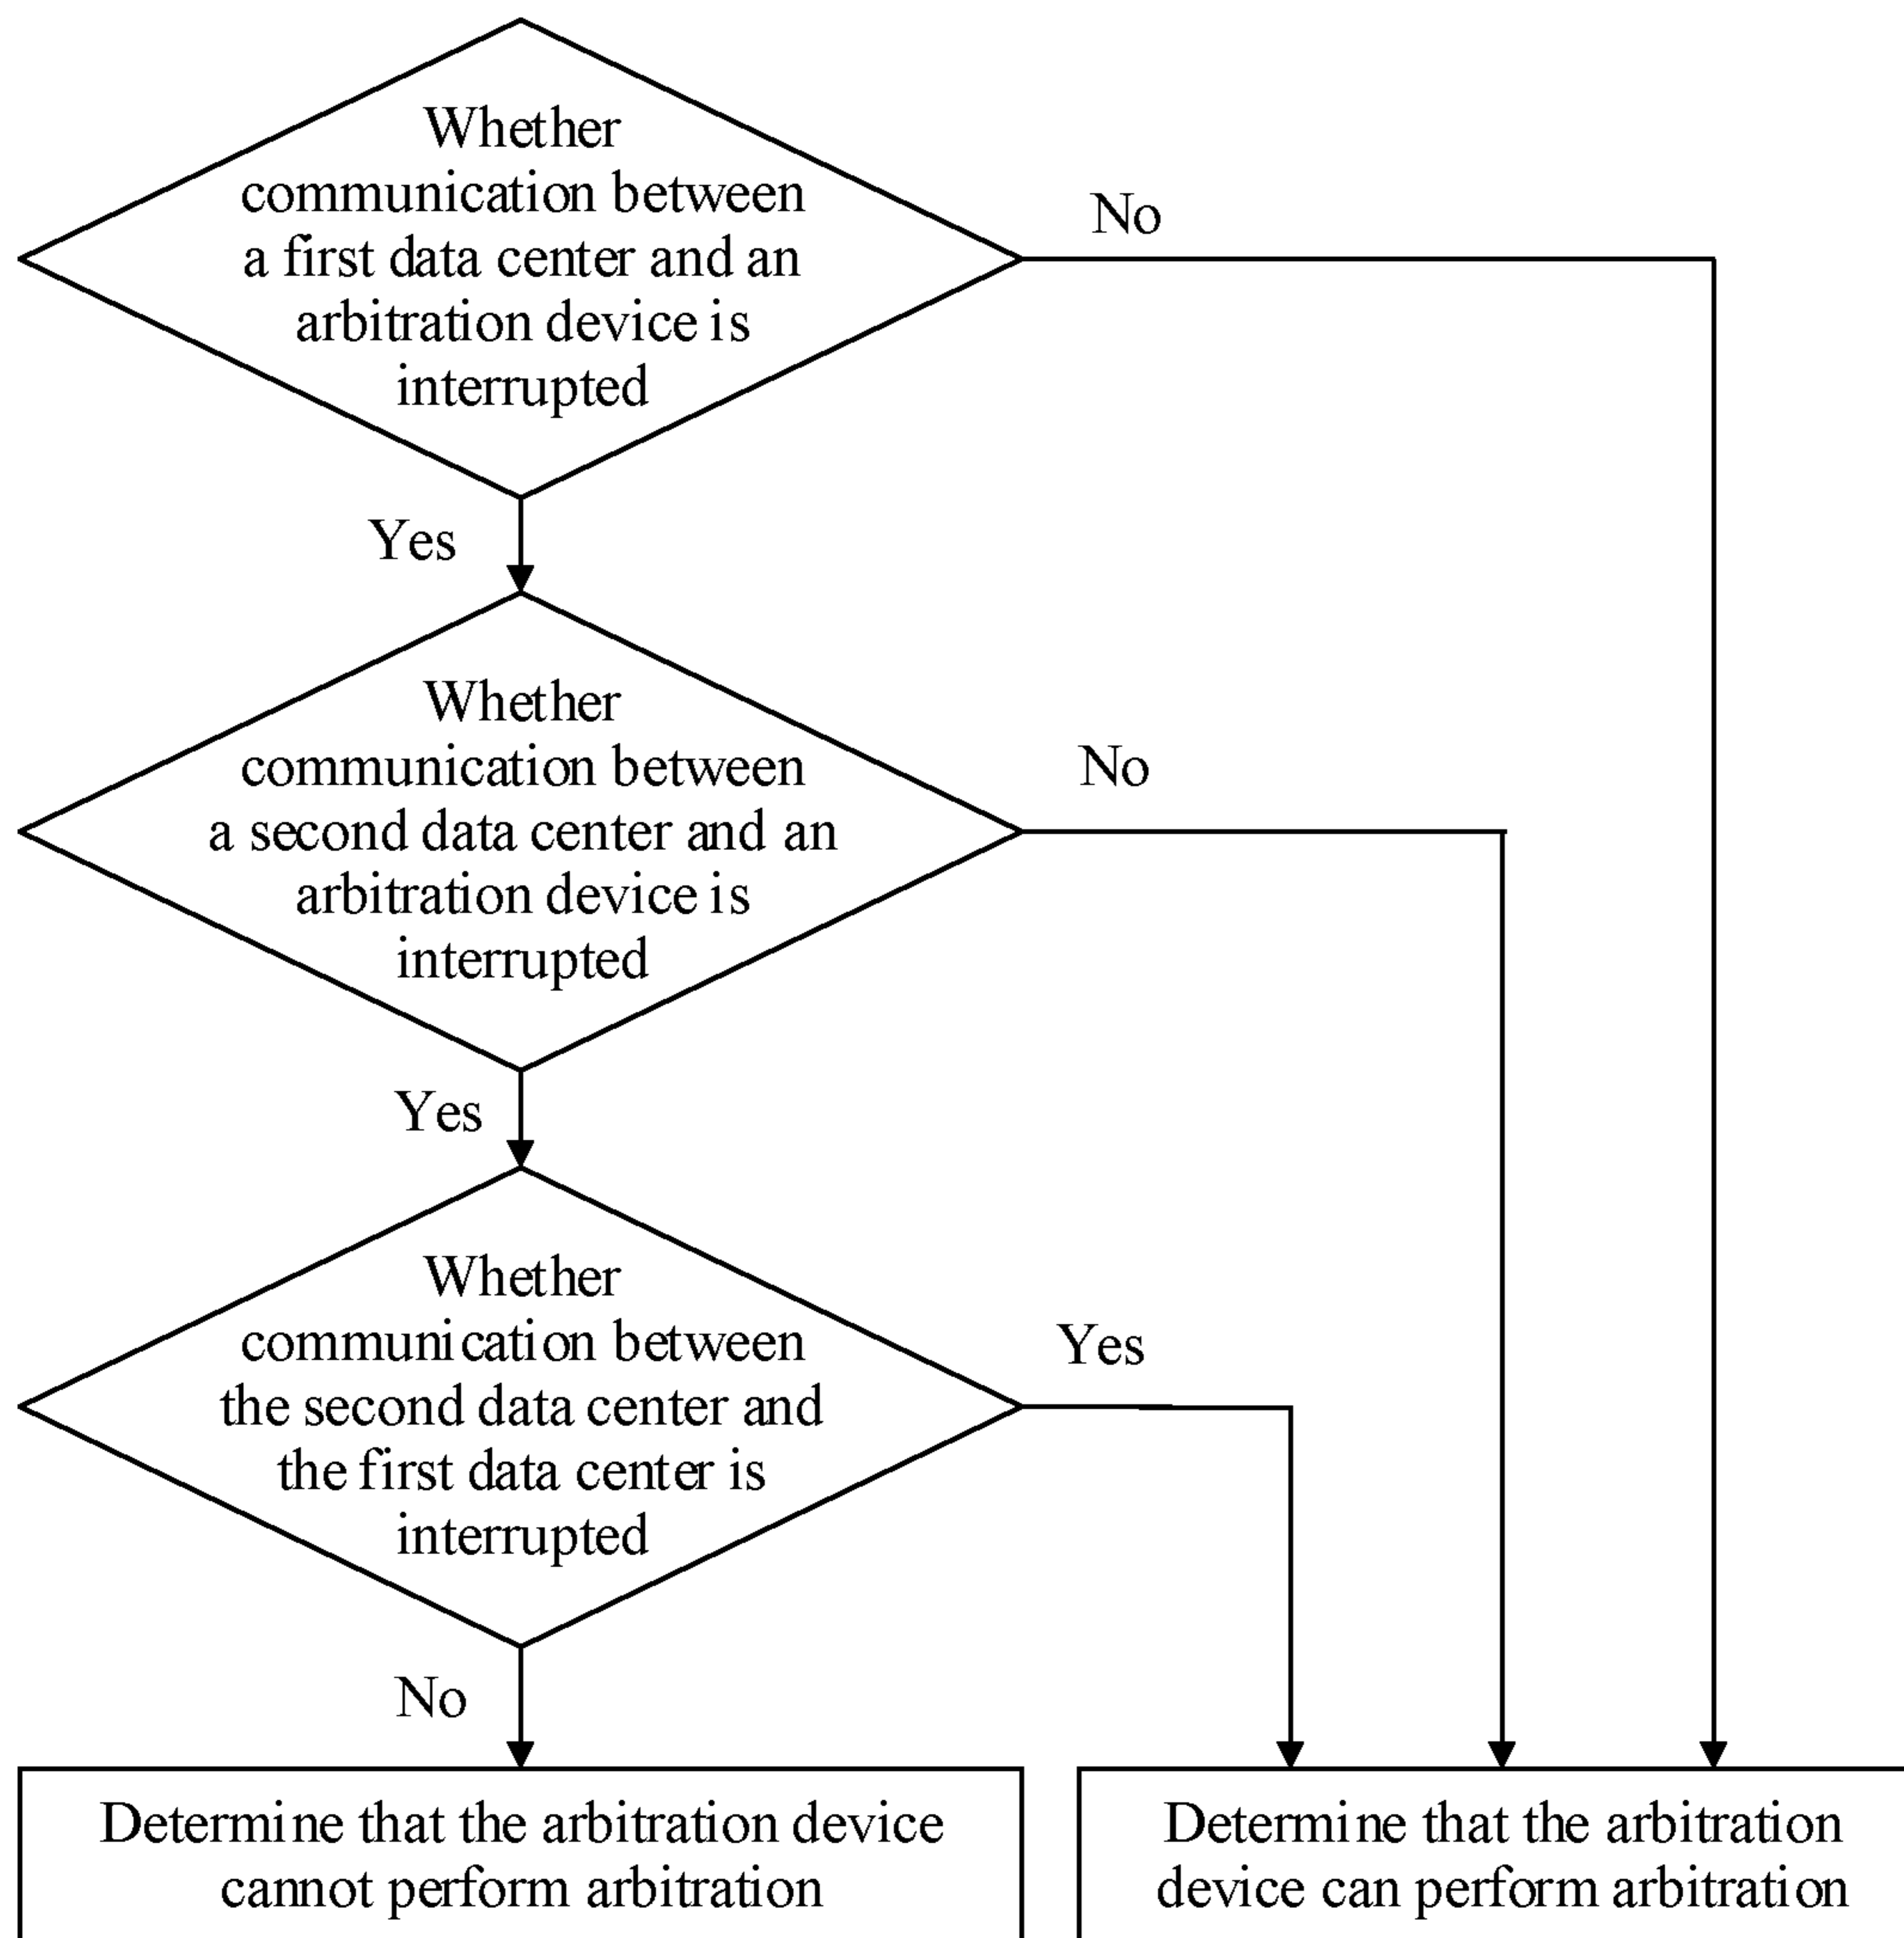 Whether
communication between
a first data center and an
arbitration device is
interrupted
No
Yes
Whether
communication between
a second data center and an
arbitration device is
interrupted
No
Yes
Whether
communication between
the second data center and
the first data center is
interrupted
Yes
No
Determine that the arbitration device
cannot perform arbitration
Determine that the arbitration
device can perform arbitration